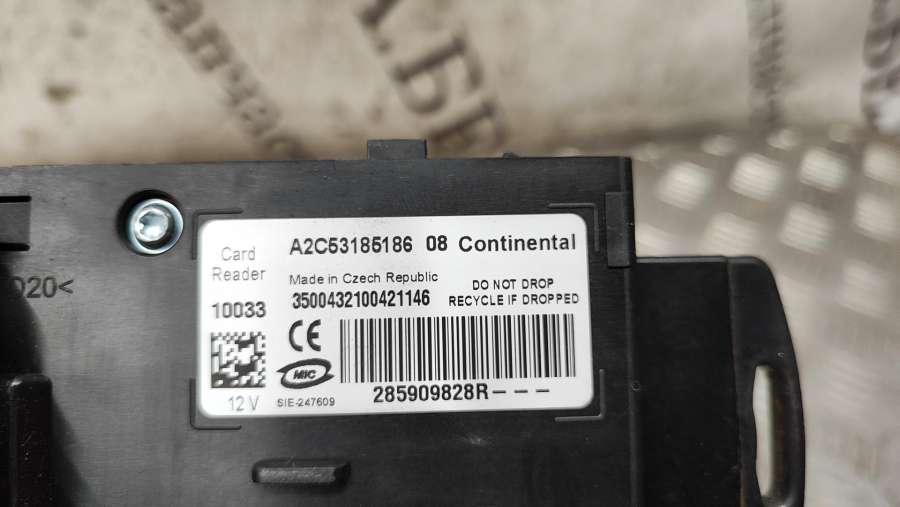 Card Reader
A2C53185186 08 Continental
Made in Czech Republic
10033
3500432100421146
DO NOT DROP
RECYCLE IF DROPPED
CE
MIC
285909828R---
12 V
SIE-247609
020<